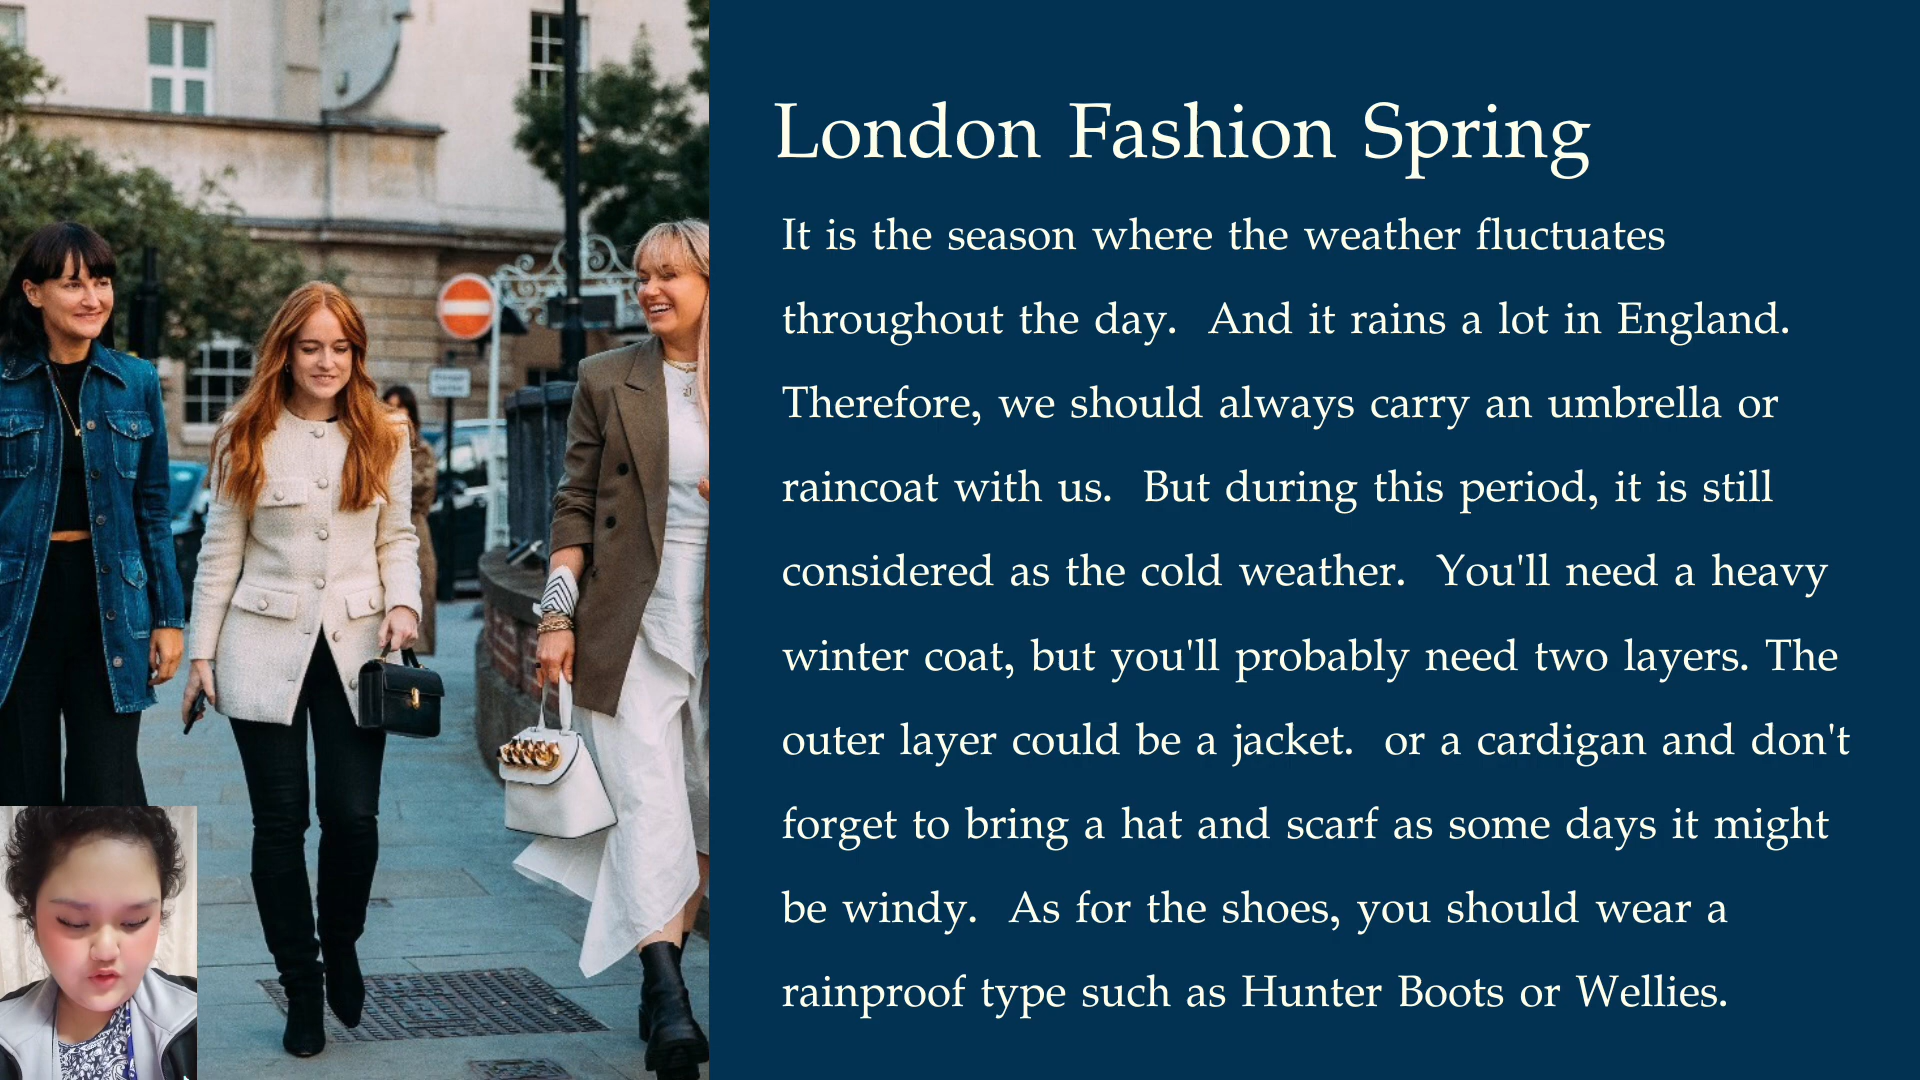 London Fashion Spring
It is the season where the weather fluctuates
throughout the day.  And it rains a lot in England.
Therefore, we should always carry an umbrella or
raincoat with us.  But during this period, it is still
considered as the cold weather.  You'll need a heavy
winter coat, but you'll probably need two layers. The
outer layer could be a jacket.  or a cardigan and don't
forget to bring a hat and scarf as some days it might
be windy.  As for the shoes, you should wear a
rainproof type such as Hunter Boots or Wellies.